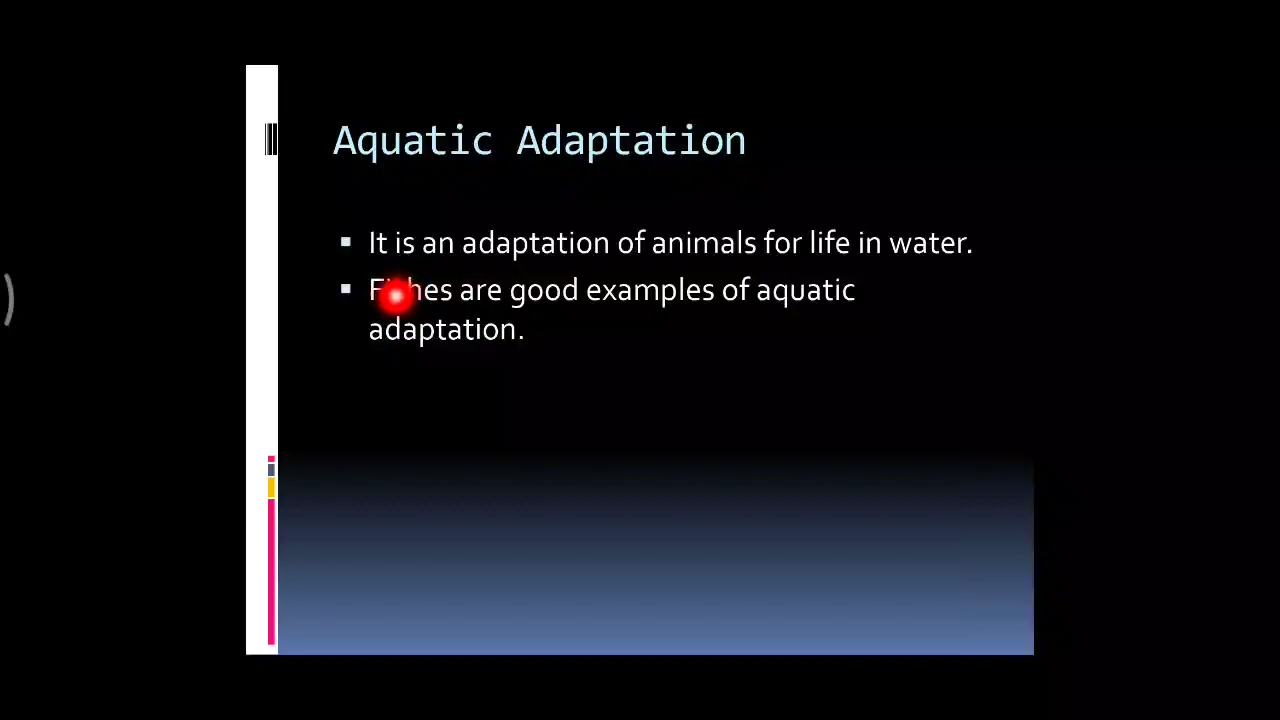 Aquatic Adaptation
It is an adaptation of animals for life in water.
Fishes are good examples of aquatic
adaptation.